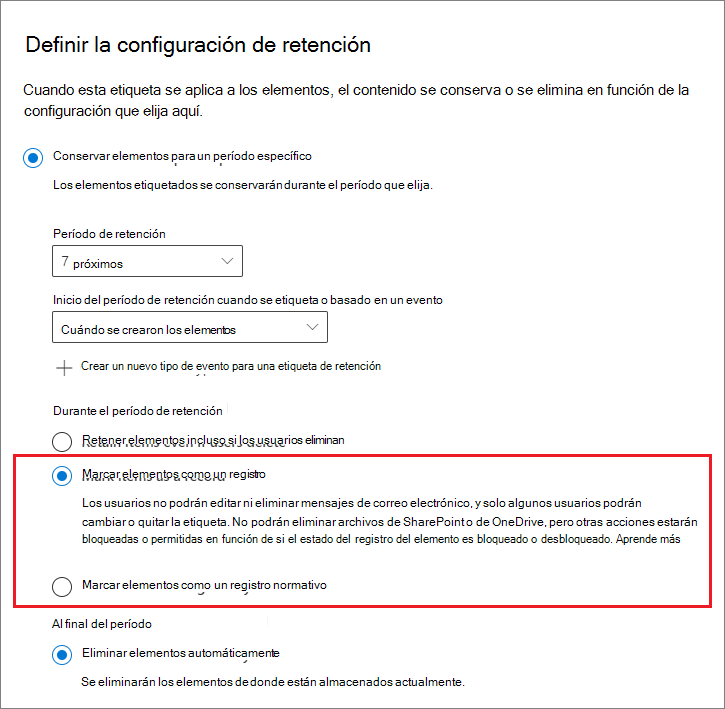 Definir la configuración de retención
Cuando esta etiqueta se aplica a los elementos, el contenido se conserva o se elimina en función de la
configuración que elija aquí.
Conservar elementos para un período específico
Los elementos etiquetados se conservarán durante el período que elija.
Período de retención
7 próximos
Inicio del período de retención cuando se etiqueta o basado en un evento
Cuándo se crearon los elementos
Crear un nuevo tipo de evento para una etiqueta de retención
Durante el período de retención
Retener elementos incluso si los usuarios eliminan
Marcar elementos como un registro
Los usuarios no podrán editar ni eliminar mensajes de correo electrónico, y solo algunos usuarios podrán
cambiar o quitar la etiqueta. No podrán eliminar archivos de SharePoint o de OneDrive, pero otras acciones estarán
bloqueadas o permitidas en función de si el estado del registro del elemento es bloqueado o desbloqueado. Aprende más
Marcar elementos como un registro normativo
Al final del período
Eliminar elementos automáticamente
Se eliminarán los elementos de donde están almacenados actualmente.